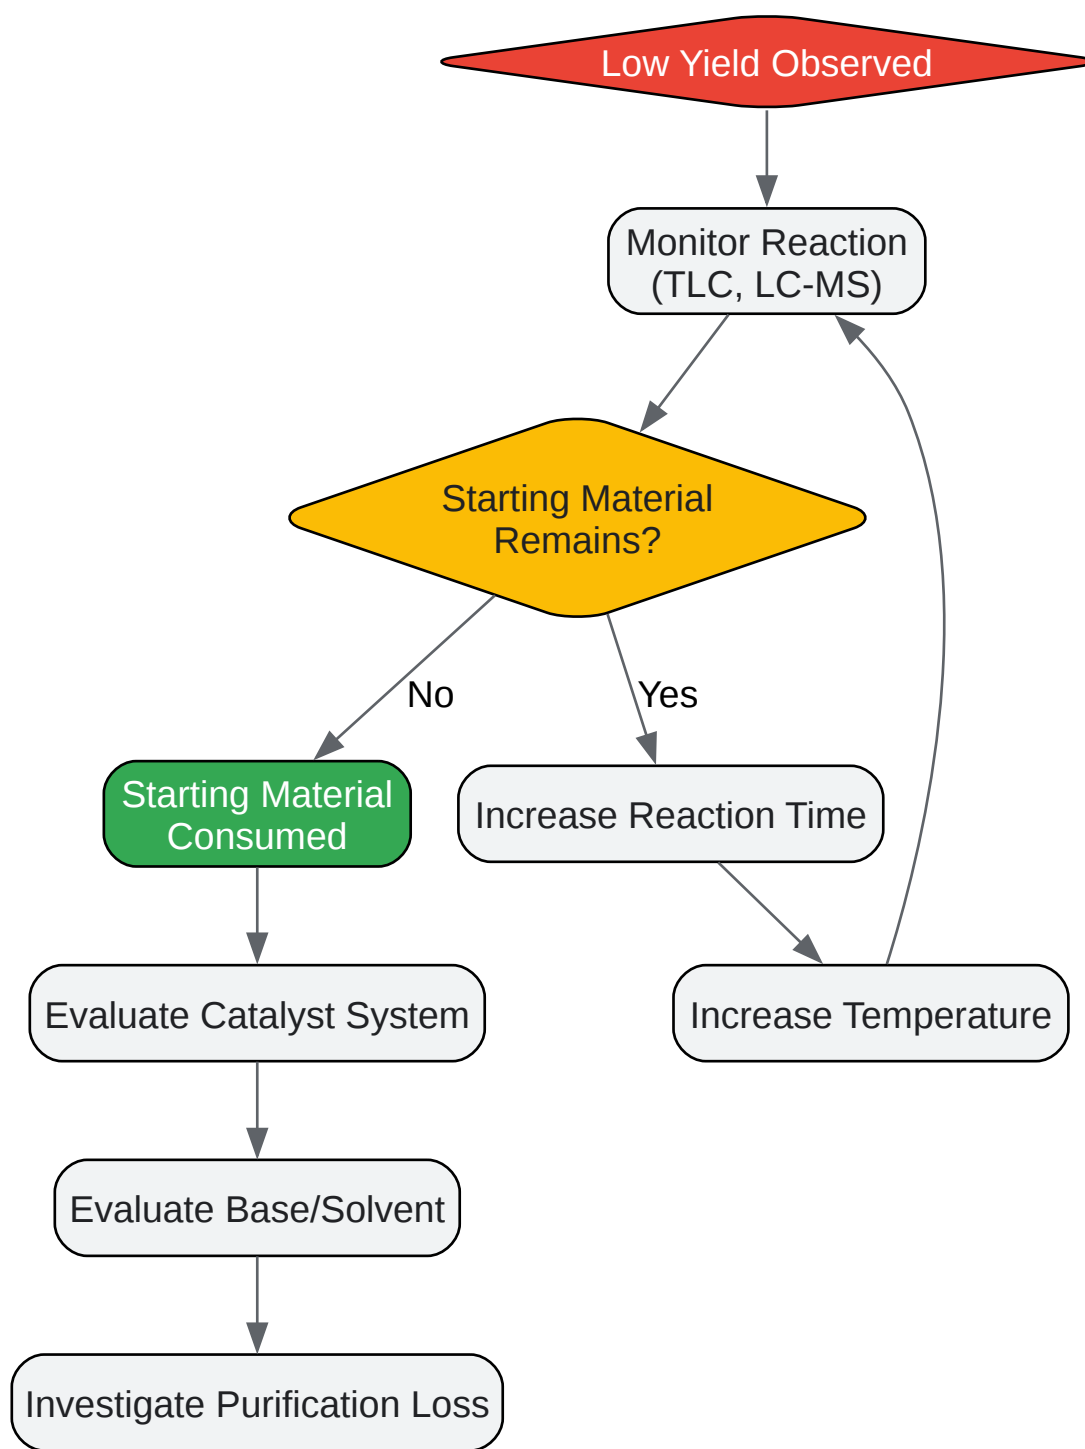 Low Yield Observed
Monitor Reaction
(TLC, LC-MS)
Starting Material
Remains?
No
Yes
Starting Material
Consumed
Increase Reaction Time
Evaluate Catalyst System
Increase Temperature
Evaluate Base/Solvent
Investigate Purification Loss